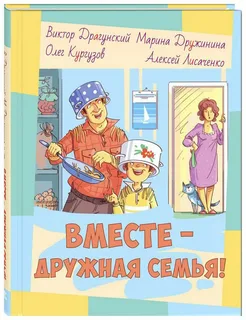 Виктор Драгунский Марина Дружинина
Олег Кургузов Алексей Лисаченко
ВМЕСТЕ –
ДРУЖНАЯ СЕМЬЯ!